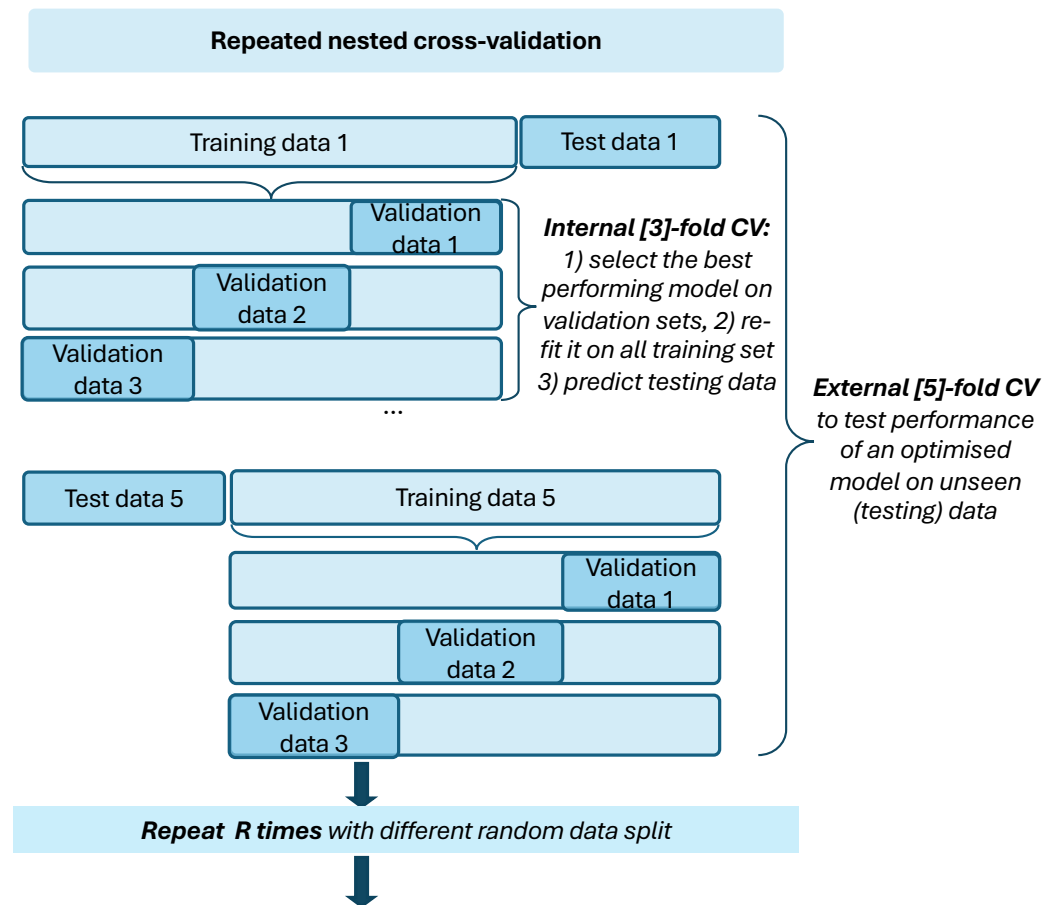 Repeated nested cross-validation
Training data 1
Test data 1
Validation
data 1
Validation
data 2
Validation
data 3
...
Internal [3]-fold CV:
1) select the best
performing model on
validation sets, 2) re-
fit it on all training set
3) predict testing data
External [5]-fold CV
to test performance
of an optimised
model on unseen
(testing) data
Test data 5
Training data 5
Validation
data 1
Validation
data 2
Validation
data 3
Repeat R times with different random data split